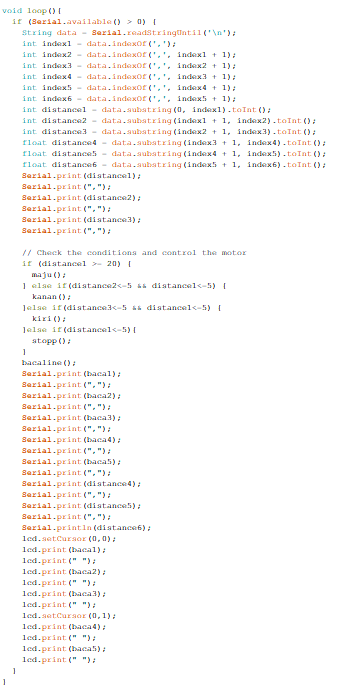 void loop(){
  if (Serial.available() > 0) {
    String data = Serial.readStringUntil('\n');
    int index1 = data.indexOf(',');
    int index2 = data.indexOf(',', index1 + 1);
    int index3 = data.indexOf(',', index2 + 1);
    int index4 = data.indexOf(',', index3 + 1);
    int index5 = data.indexOf(',', index4 + 1);
    int index6 = data.indexOf(',', index5 + 1);
    int distance1 = data.substring(0, index1).toInt();
    int distance2 = data.substring(index1 + 1, index2).toInt();
    int distance3 = data.substring(index2 + 1, index3).toInt();
    float distance4 = data.substring(index3 + 1, index4).toInt();
    float distance5 = data.substring(index4 + 1, index5).toInt();
    float distance6 = data.substring(index5 + 1, index6).toInt();
    Serial.print(distance1);
    Serial.print(",");
    Serial.print(distance2);
    Serial.print(",");
    Serial.print(distance3);
    Serial.print(",");

    // Check the conditions and control the motor
    if (distance1 >= 20) {
      maju();
    } else if(distance2<=5 && distance1<=5) {
      kanan();
    }else if(distance3<=5 && distance1<=5) {
      kiri();
    }else if(distance1<=5){
      stopp();
    }
    bacaline();
    Serial.print(baca1);
    Serial.print(",");
    Serial.print(baca2);
    Serial.print(",");
    Serial.print(baca3);
    Serial.print(",");
    Serial.print(baca4);
    Serial.print(",");
    Serial.print(baca5);
    Serial.print(",");
    Serial.print(distance4);
    Serial.print(",");
    Serial.print(distance5);
    Serial.print(",");
    Serial.println(distance6);
    lcd.setCursor(0,0);
    lcd.print(baca1);
    lcd.print(" ");
    lcd.print(baca2);
    lcd.print(" ");
    lcd.print(baca3);
    lcd.print(" ");
    lcd.setCursor(0,1);
    lcd.print(baca4);
    lcd.print(" ");
    lcd.print(baca5);
    lcd.print(" ");
  }
}